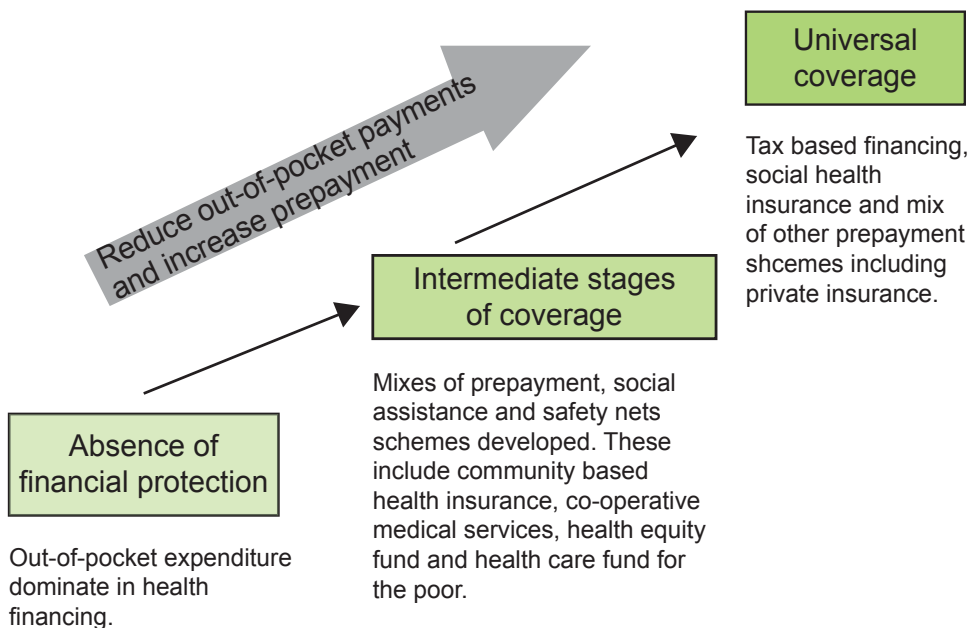 Universal
coverage
Tax based financing,
social health
insurance and mix
of other prepayment
shcemes including
private insurance.
Reduce out-of-pocket payments
and increase prepayment
Intermediate stages
of coverage
Mixes of prepayment, social
assistance and safety nets
schemes developed. These
include community based
health insurance, co-operative
medical services, health equity
fund and health care fund for
the poor.
Absence of
financial protection
Out-of-pocket expenditure
dominate in health
financing.